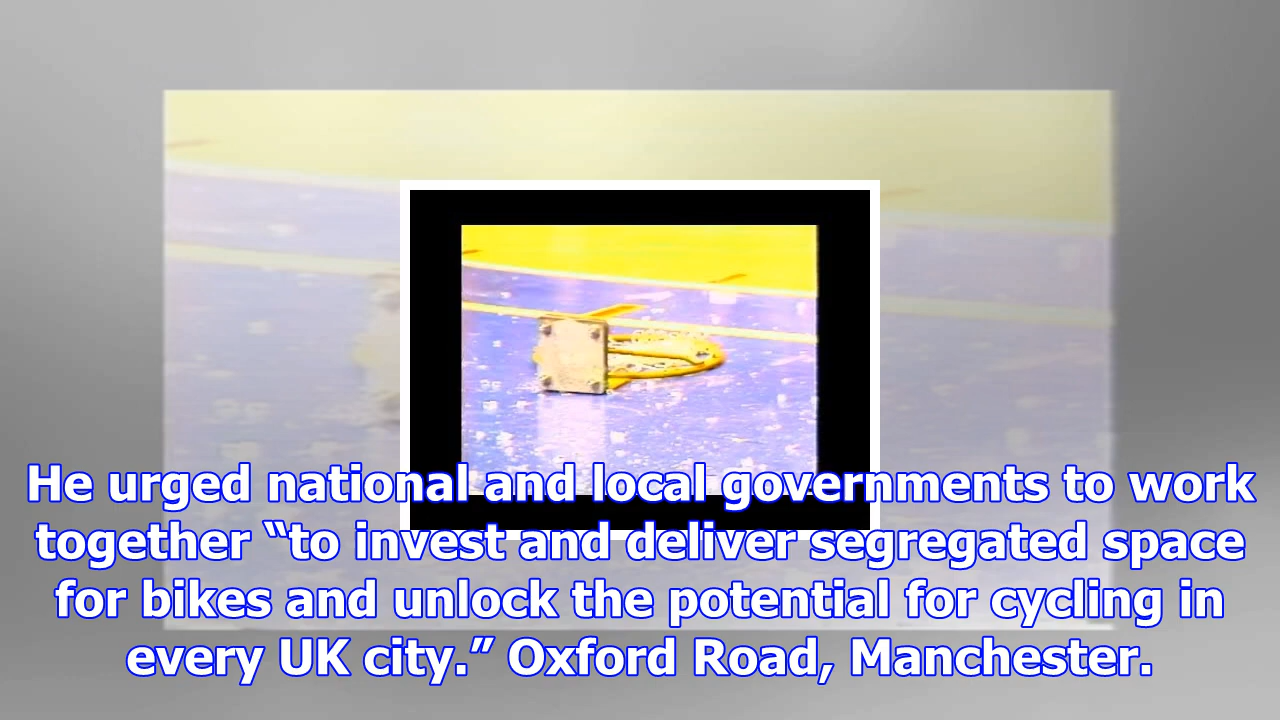 He urged national and local governments to work
together “to invest and deliver segregated space
for bikes and unlock the potential for cycling in
every UK city.” Oxford Road, Manchester.